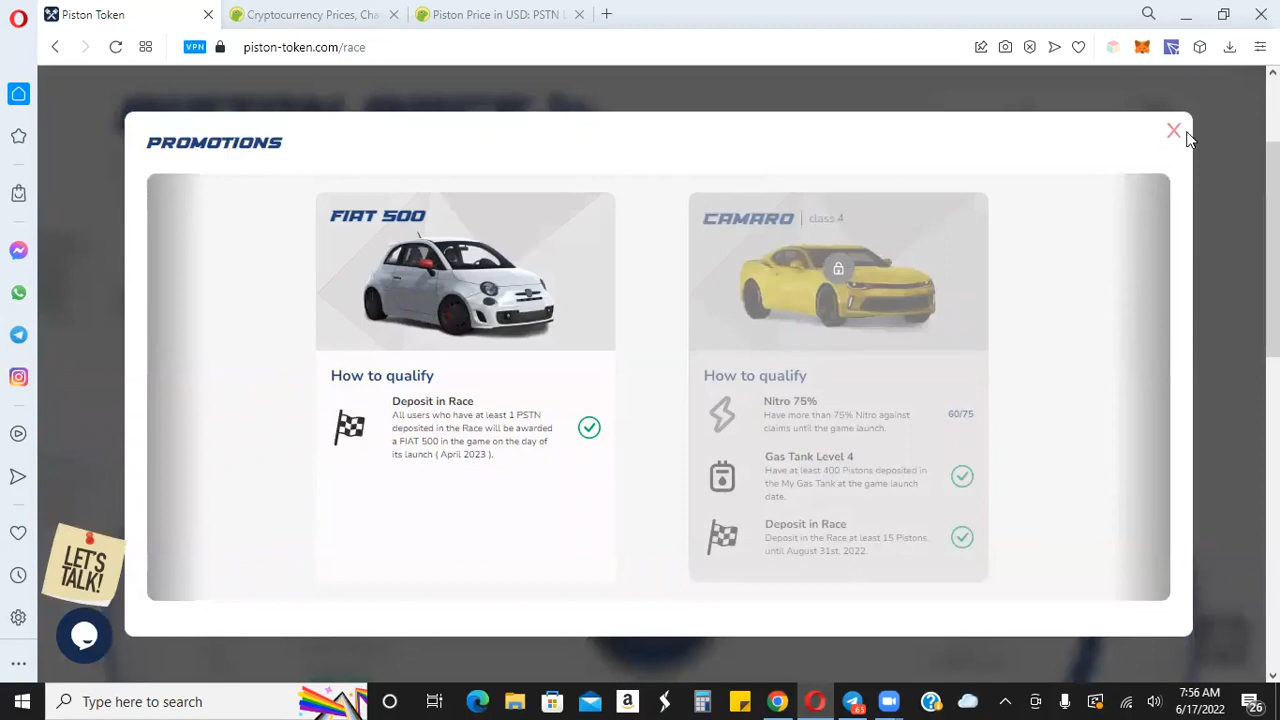 Piston Token
Cryptocurrency Prices, Cha
Piston Price in USD: PSTN
VPN
piston-token.com/race
PROMOTIONS
FIAT 500
How to qualify
Deposit in Race
All users who have at least 1 PSTN
deposited in the Race will be awarded
a FIAT 500 in the game on the day of
its launch ( April 2023 ).
CAMARO | class 4
How to qualify
Nitro 75%
Have more than 75% Nitro against
claims until the game launch.
60/75
Gas Tank Level 4
Have at least 400 Pistons deposited in
the My Gas Tank at the game launch
date.
Deposit in Race
Deposit in the Race at least 15 Pistons.
until August 31st, 2022.
LET'S
TALK!
Type here to search
a
65
7:56 AM
6/17/2022
26